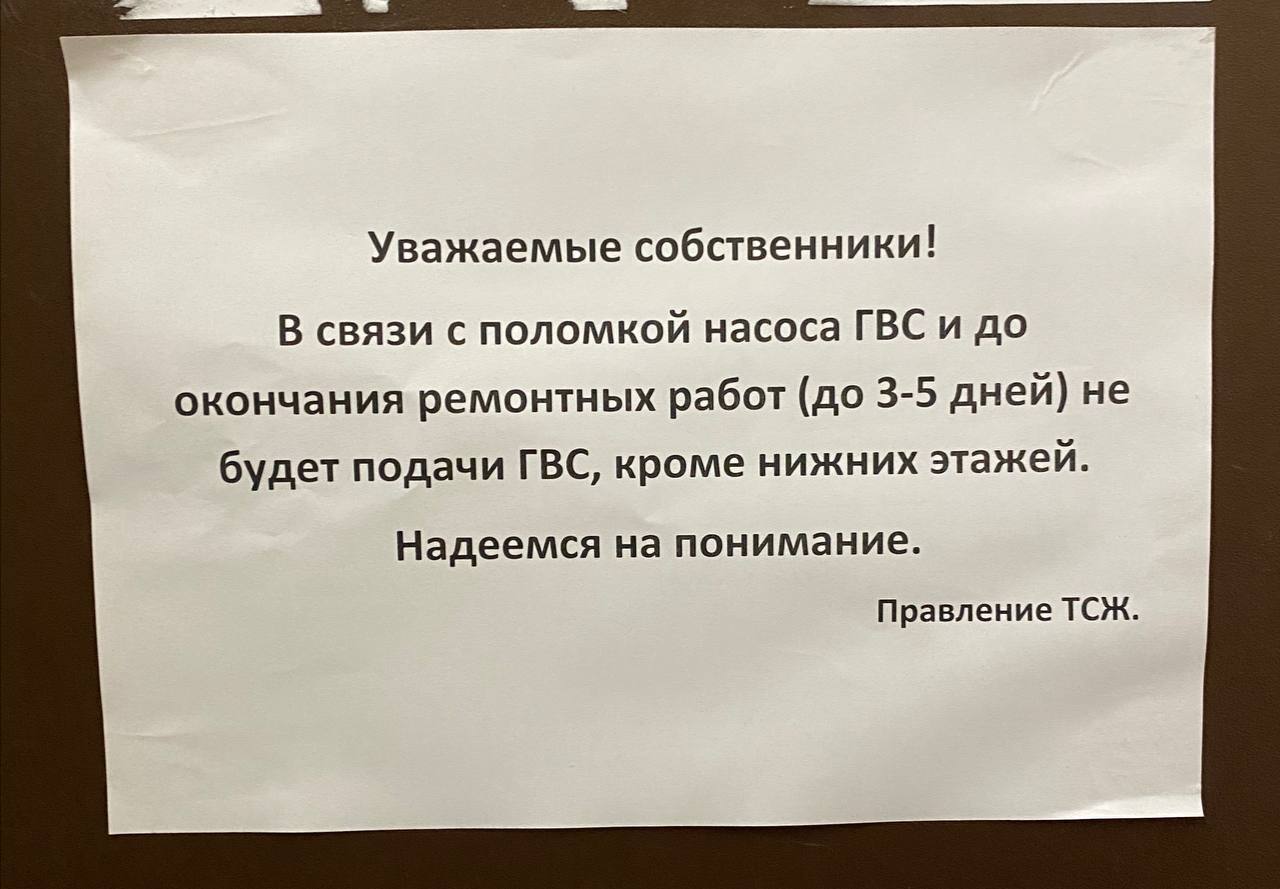 Уважаемые собственники!
В связи с поломкой насоса ГВС и до
окончания ремонтных работ (до 3-5 дней) не
будет подачи ГВС, кроме нижних этажей.
Надеемся на понимание.
Правление ТСЖ.